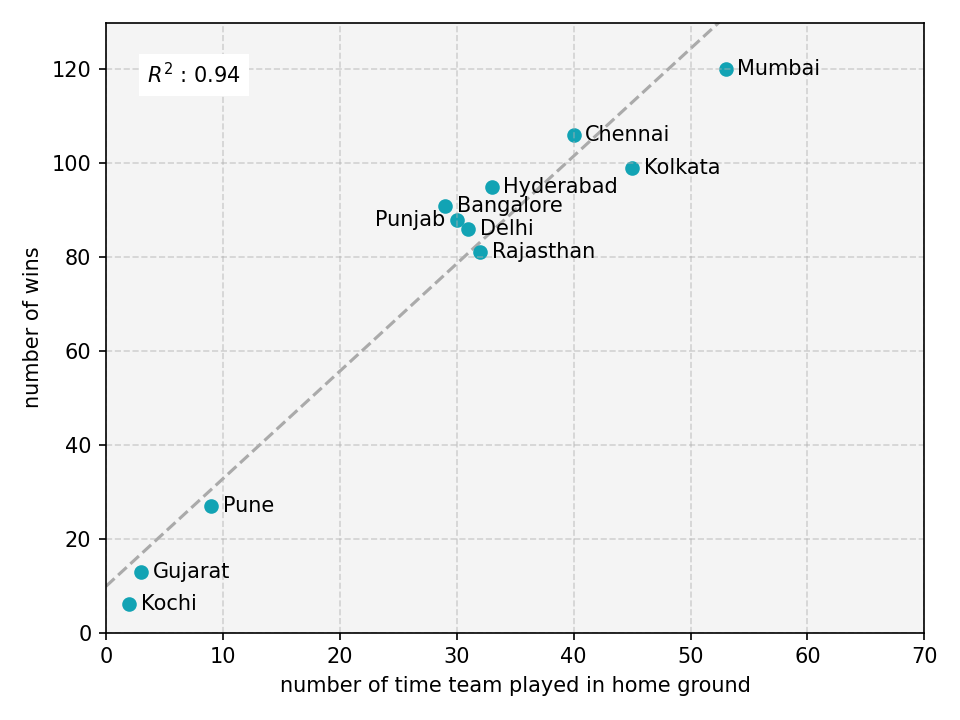 R² : 0.94
Mumbai
Chennai
Kolkata
Hyderabad
Bangalore
Punjab
Delhi
Rajasthan
Pune
Gujarat
Kochi
120
100
80
60
40
20
0
number of wins
0 10 20 30 40 50 60 70
number of time team played in home ground